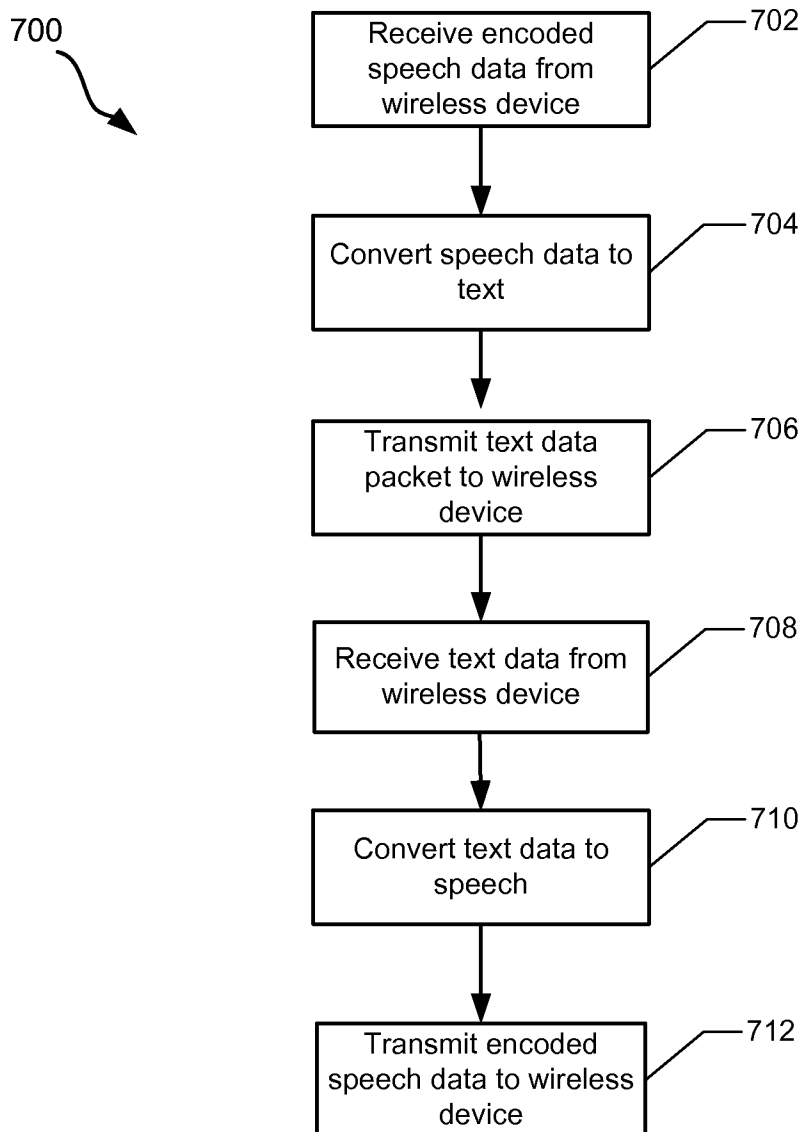 700
Receive encoded
speech data from
wireless device
702
Convert speech data to
text
704
Transmit text data
packet to wireless
device
706
Receive text data from
wireless device
708
Convert text data to
speech
710
Transmit encoded
speech data to wireless
device
712